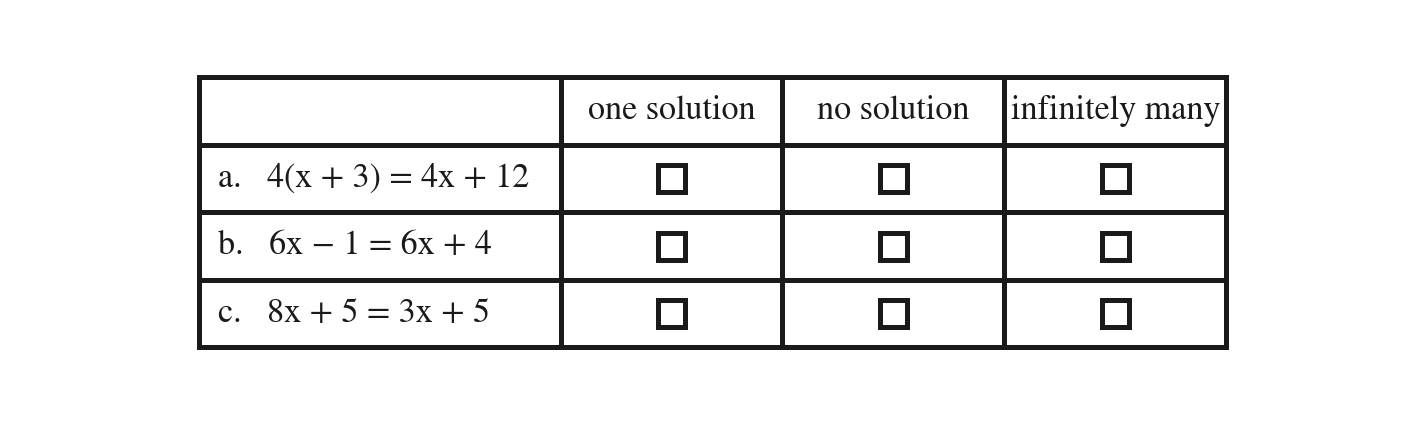 one solution no solution infinitely many
a. 4(x + 3) = 4x + 12
b. 6x − 1 = 6x + 4
c. 8x + 5 = 3x + 5